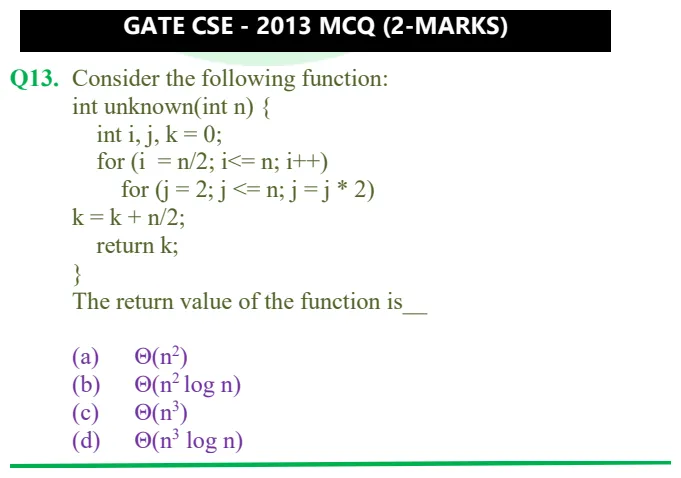 GATE CSE - 2013 MCQ (2-MARKS)
Q13. Consider the following function:
int unknown(int n) {
int i, j, k = 0;
for (i = n/2; i<= n; i++)
for (j = 2; j <= n; j = j * 2)
k = k + n/2;
return k;
}
The return value of the function is__
(a) Θ(n²)
(b) Θ(n² log n)
(c) Θ(n³)
(d) Θ(n³ log n)